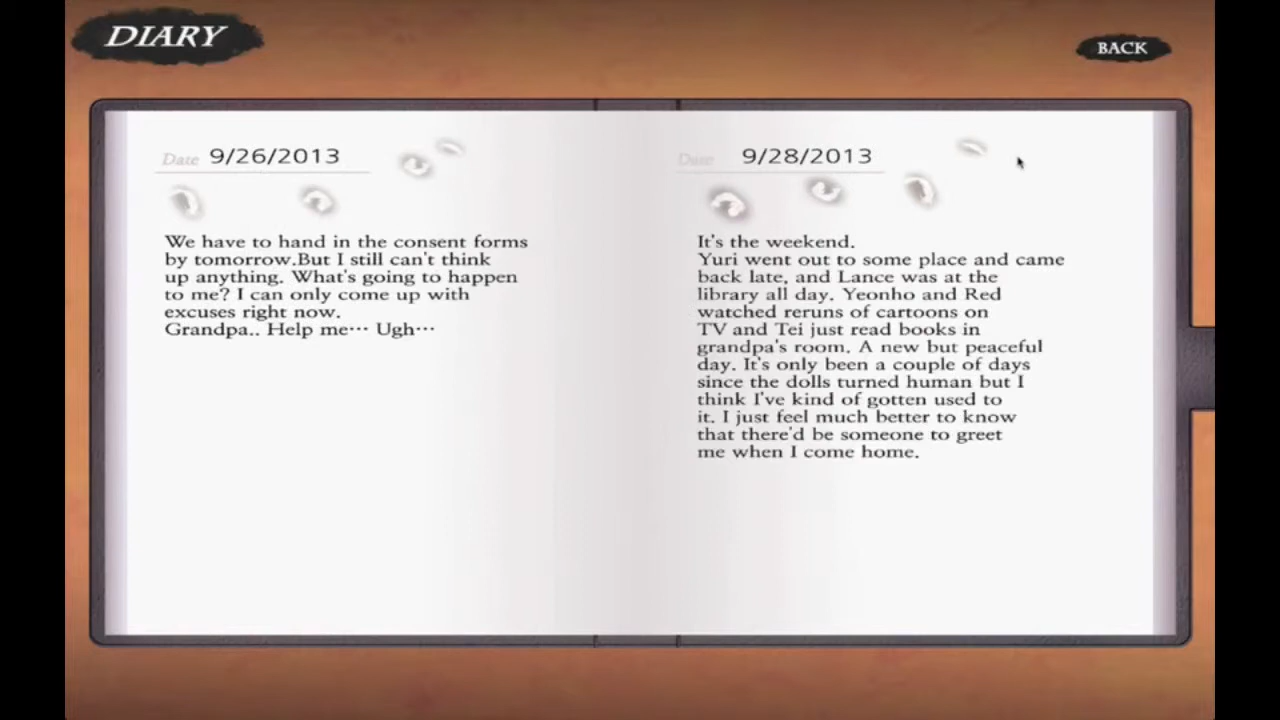 DIARY
BACK
Date 9/26/2013
We have to hand in the consent forms
by tomorrow.But I still can't think
up anything. What's going to happen
to me? I can only come up with
excuses right now.
Grandpa.. Help me··· Ugh···
Date 9/28/2013
It's the weekend.
Yuri went out to some place and came
back late, and Lance was at the
library all day. Yeonho and Red
watched reruns of cartoons on
TV and Tei just read books in
grandpa's room. A new but peaceful
day. It's only been a couple of days
since the dolls turned human but I
think I've kind of gotten used to
it. I just feel much better to know
that there'd be someone to greet
me when I come home.